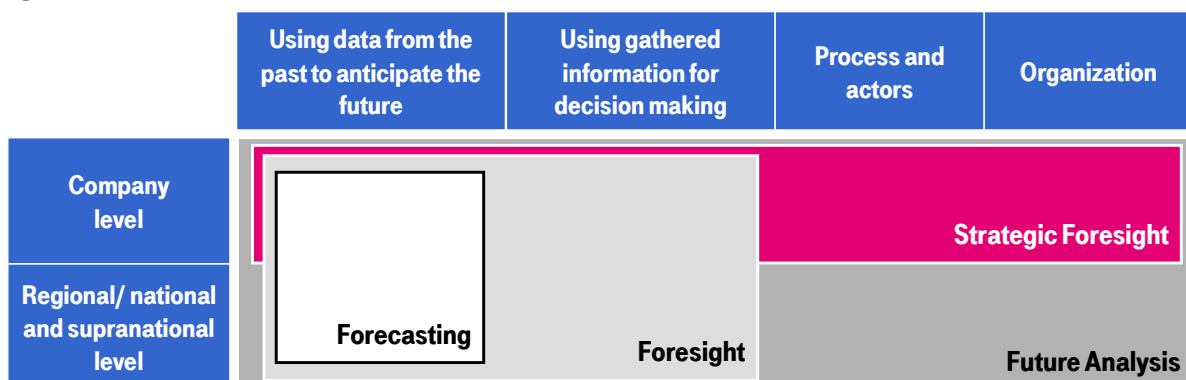 Using data from the
past to anticipate the
future
Using gathered
information for
decision making
Process and
actors
Organization
Company
level
Strategic Foresight
Regional/ national
and supranational
level
Forecasting
Foresight
Future Analysis